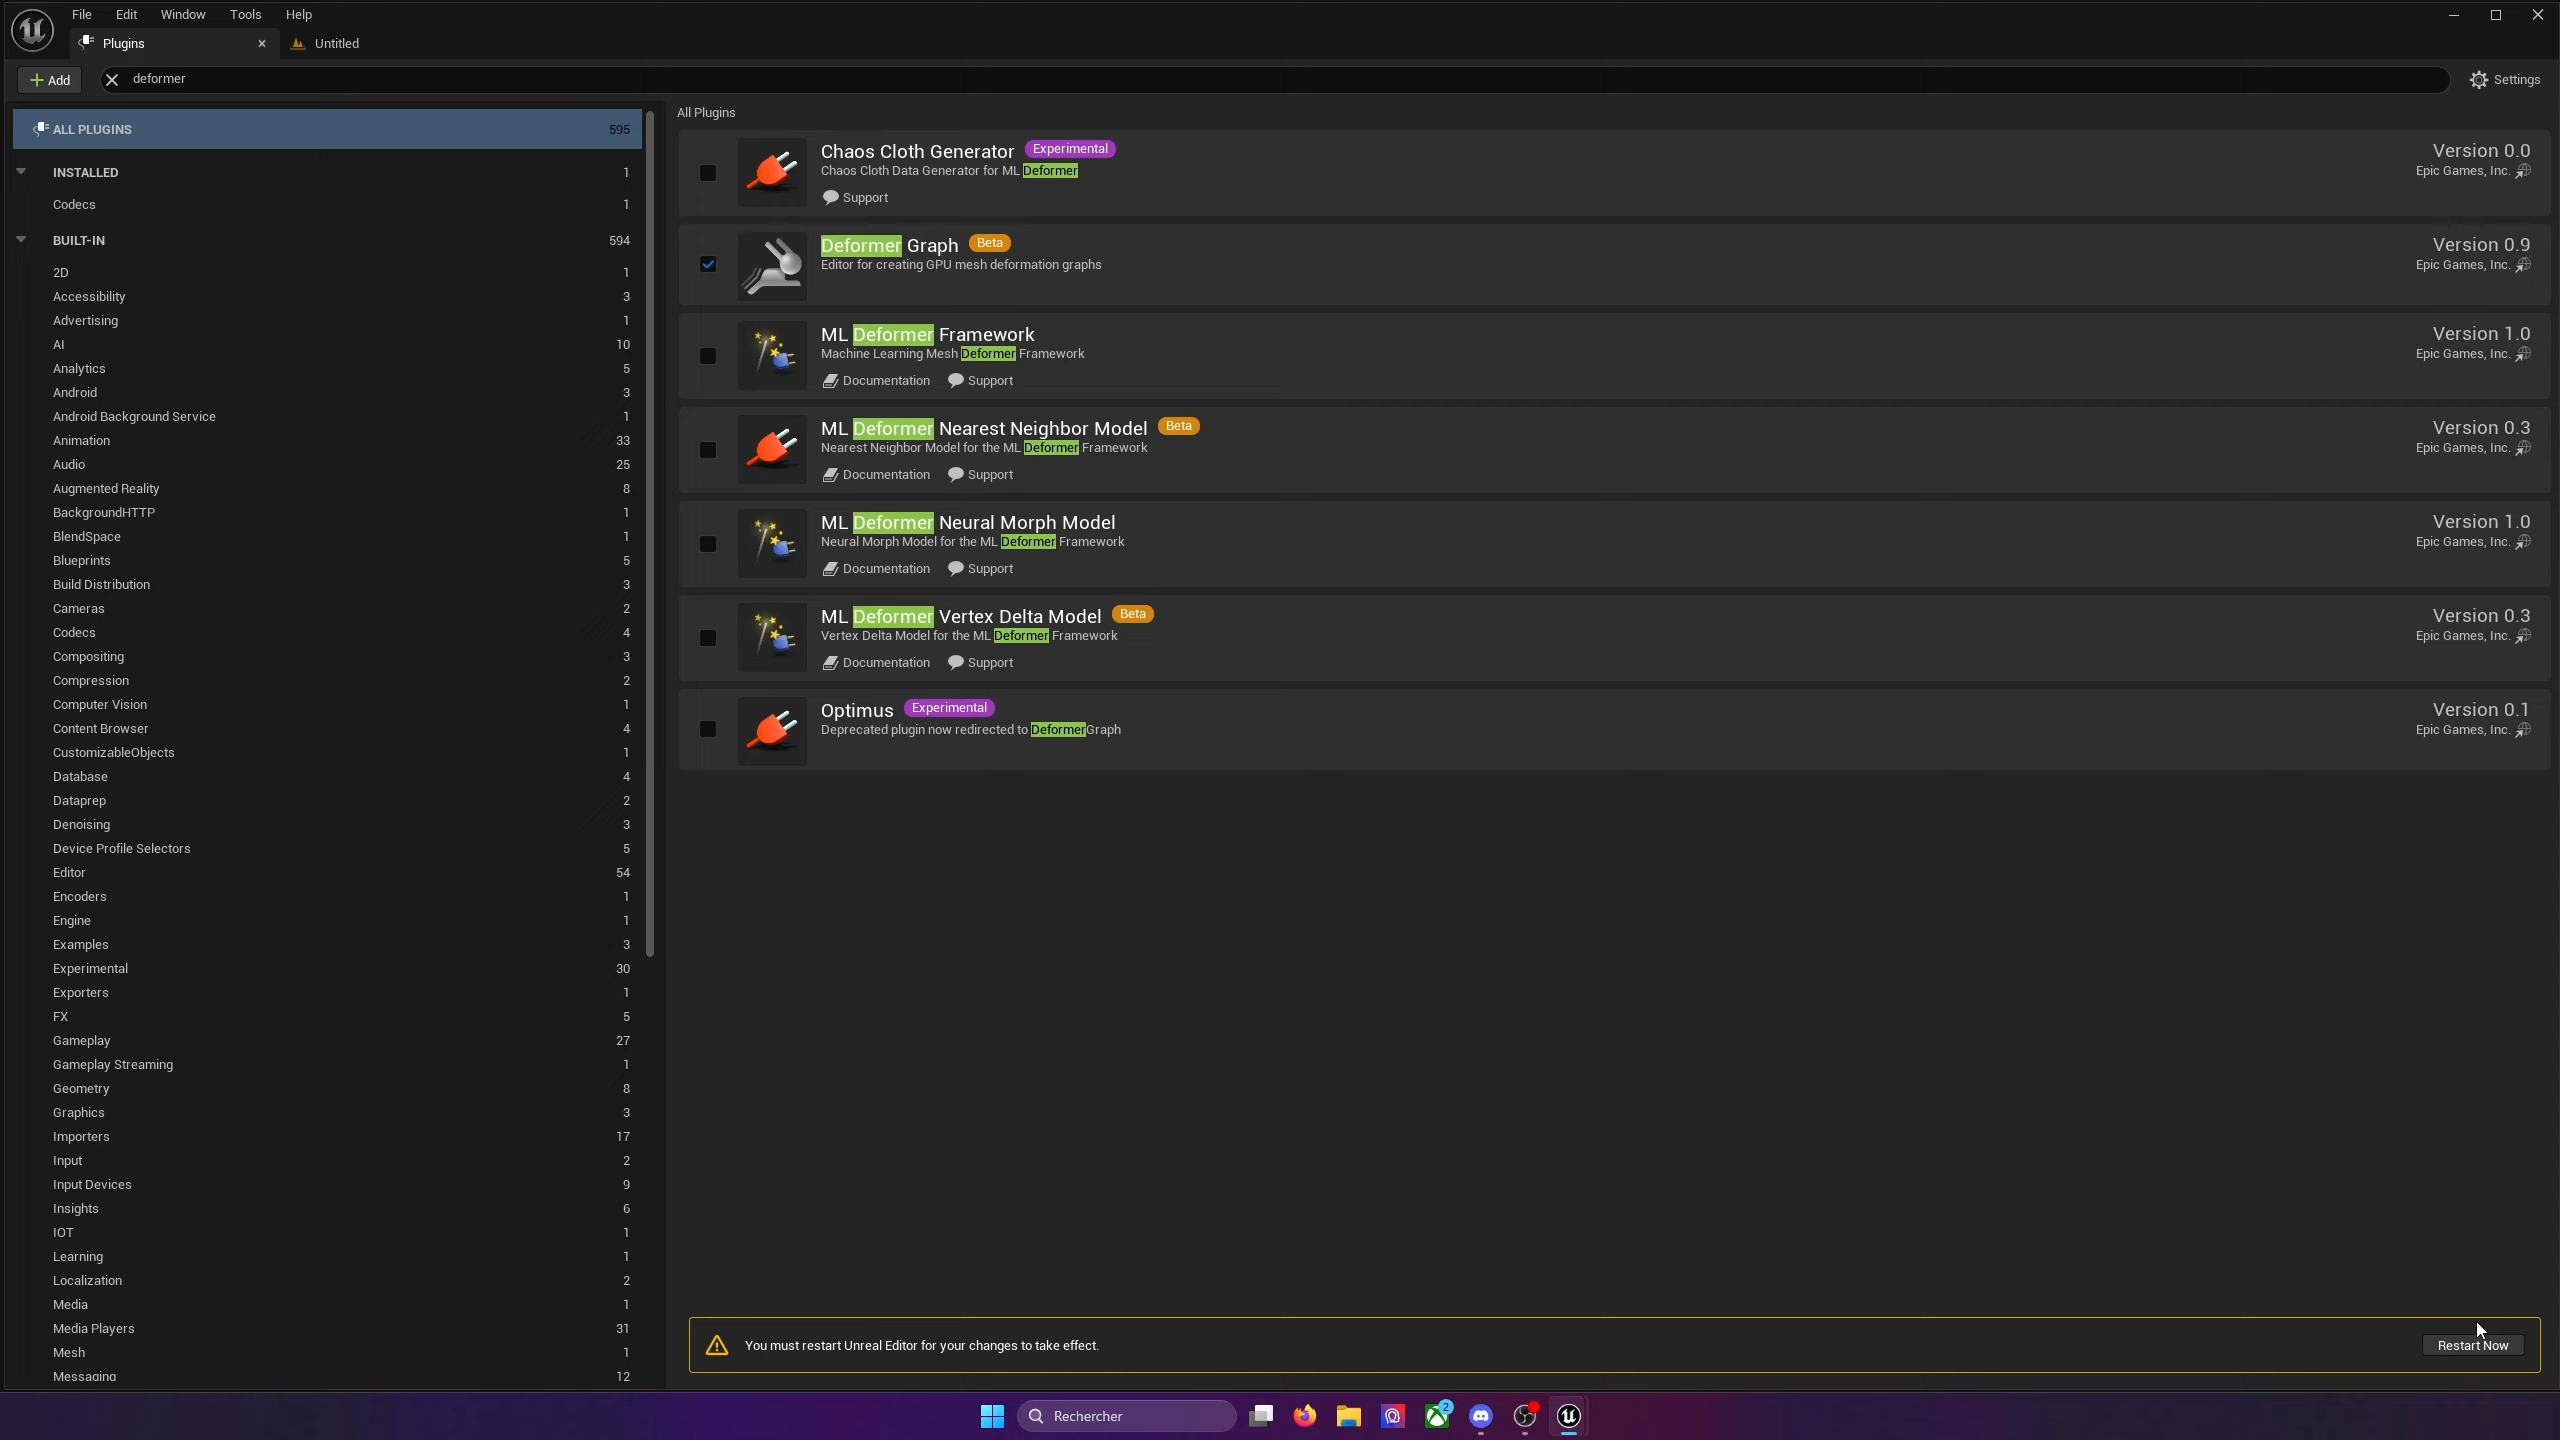 File Edit Window Tools Help
Plugins Untitled
Add deformer Settings
ALL PLUGINS 595
INSTALLED 1
Codecs 1
BUILT-IN 594
2D 1
Accessibility 3
Advertising 1
AI 10
Analytics 5
Android 3
Android Background Service 1
Animation 33
Audio 25
Augmented Reality 8
BackgroundHTTP 1
BlendSpace 1
Blueprints 5
Build Distribution 3
Cameras 2
Codecs 4
Compositing 3
Compression 2
Computer Vision 1
Content Browser 4
CustomizableObjects 1
Database 4
Dataprep 2
Denoising 3
Device Profile Selectors 5
Editor 54
Encoders 1
Engine 1
Examples 3
Experimental 30
Exporters 1
FX 5
Gameplay 27
Gameplay Streaming 1
Geometry 8
Graphics 3
Importers 17
Input 2
Input Devices 9
Insights 6
IOT 1
Learning 1
Localization 2
Media 1
Media Players 31
Mesh 1
Messaging 12
All Plugins
Chaos Cloth Generator Experimental Version 0.0
Chaos Cloth Data Generator for ML Deformer Epic Games, Inc.
Support
Deformer Graph Beta Version 0.9
Editor for creating GPU mesh deformation graphs Epic Games, Inc.
ML Deformer Framework Version 1.0
Machine Learning Mesh Deformer Framework Epic Games, Inc.
Documentation Support
ML Deformer Nearest Neighbor Model Beta Version 0.3
Nearest Neighbor Model for the ML Deformer Framework Epic Games, Inc.
Documentation Support
ML Deformer Neural Morph Model Version 1.0
Neural Morph Model for the ML Deformer Framework Epic Games, Inc.
Documentation Support
ML Deformer Vertex Delta Model Beta Version 0.3
Vertex Delta Model for the ML Deformer Framework Epic Games, Inc.
Documentation Support
Optimus Experimental Version 0.1
Deprecated plugin now redirected to DeformerGraph Epic Games, Inc.
You must restart Unreal Editor for your changes to take effect. Restart Now
Rechercher 2